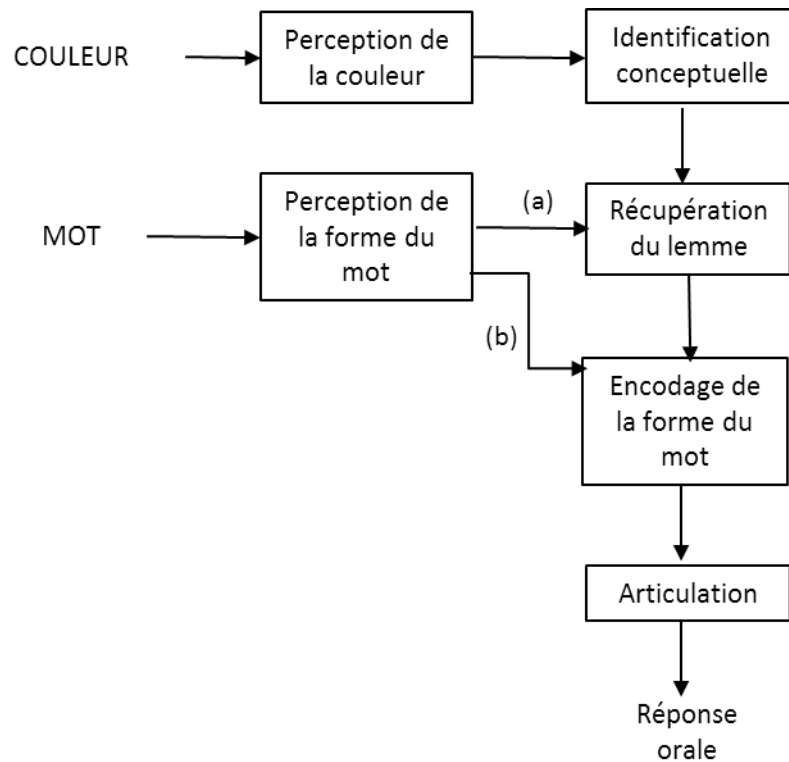 COULEUR
Perception de
la couleur
Identification
conceptuelle
MOT
Perception de
la forme du
mot
(a)
Récupération
du lemme
(b)
Encodage de
la forme du
mot
Articulation
Réponse
orale